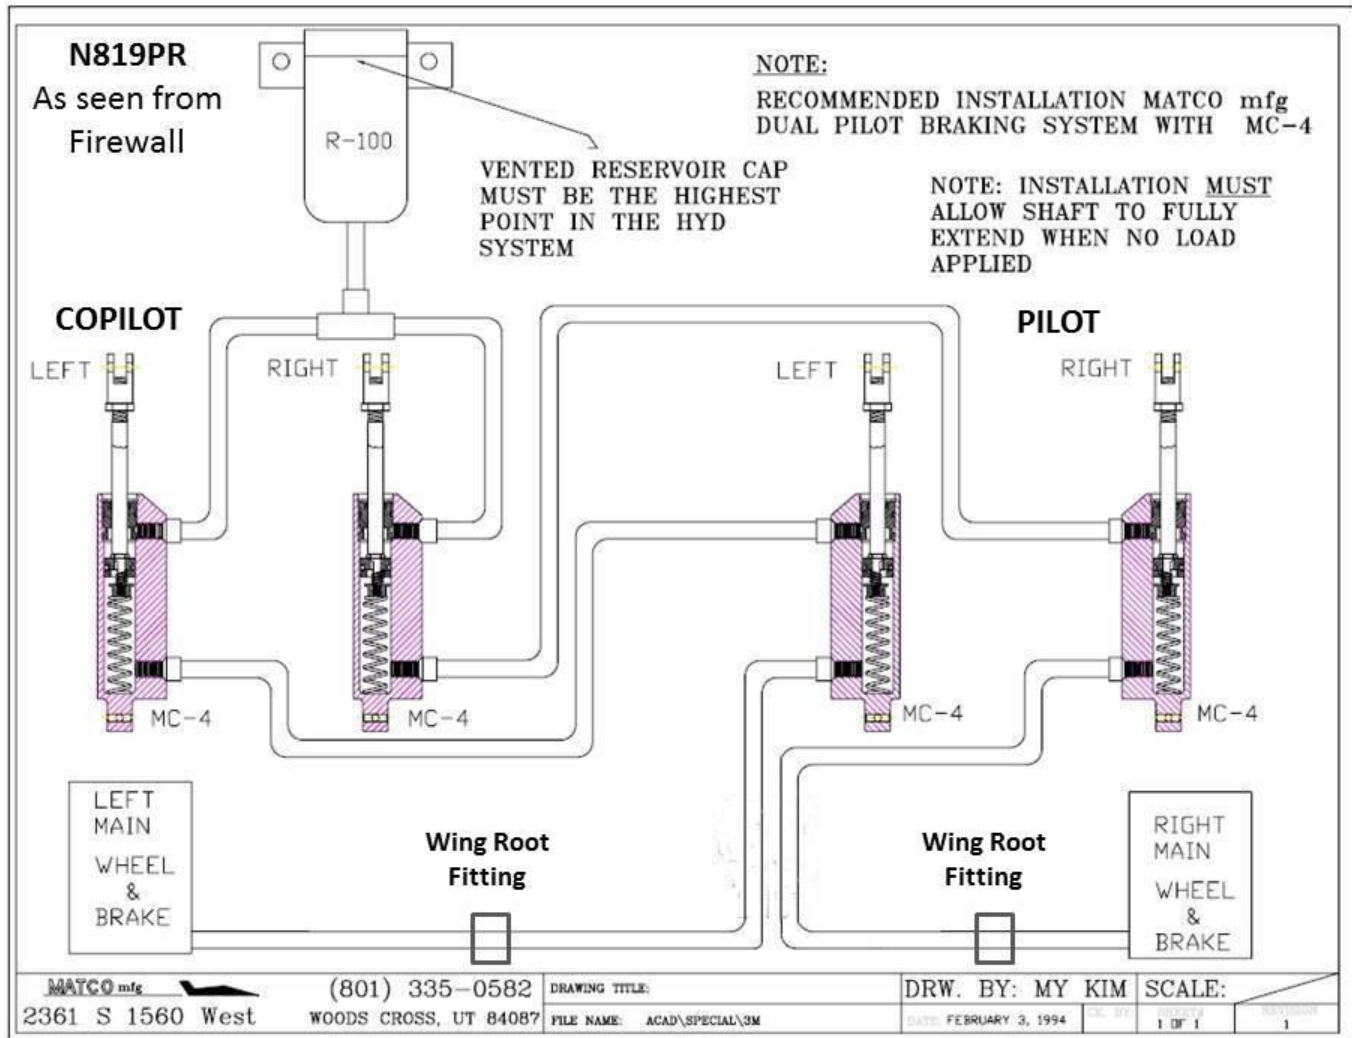 N819PR
As seen from
Firewall
R-100
VENTED RESERVOIR CAP
MUST BE THE HIGHEST
POINT IN THE HYD
SYSTEM
NOTE:
RECOMMENDED INSTALLATION MATCO mfg
DUAL PILOT BRAKING SYSTEM WITH MC-4
NOTE: INSTALLATION MUST
ALLOW SHAFT TO FULLY
EXTEND WHEN NO LOAD
APPLIED
COPILOT
PILOT
LEFT
RIGHT
LEFT
RIGHT
MC-4
MC-4
MC-4
MC-4
LEFT
MAIN
WHEEL
&
BRAKE
Wing Root
Fitting
Wing Root
Fitting
RIGHT
MAIN
WHEEL
&
BRAKE
MATCO mfg
2361 S 1560 West
(801) 335-0582
WOODS CROSS, UT 84087
DRAWING TITLE:
FILE NAME: ACAD\SPECIAL\3M
DRW. BY: MY KIM
DATE: FEBRUARY 3, 1994
CK. BY
SCALE:
SHEETS
1 OF 1
REVISION
1